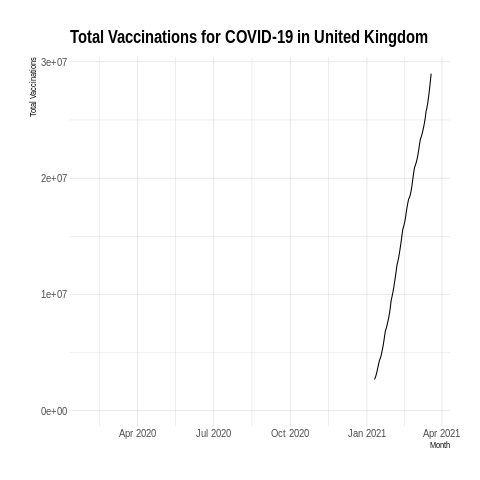 Total Vaccinations for COVID-19 in United Kingdom
Total Vaccinations
3e+07
2e+07
1e+07
0e+00
Apr 2020 Jul 2020 Oct 2020 Jan 2021 Apr 2021
Month